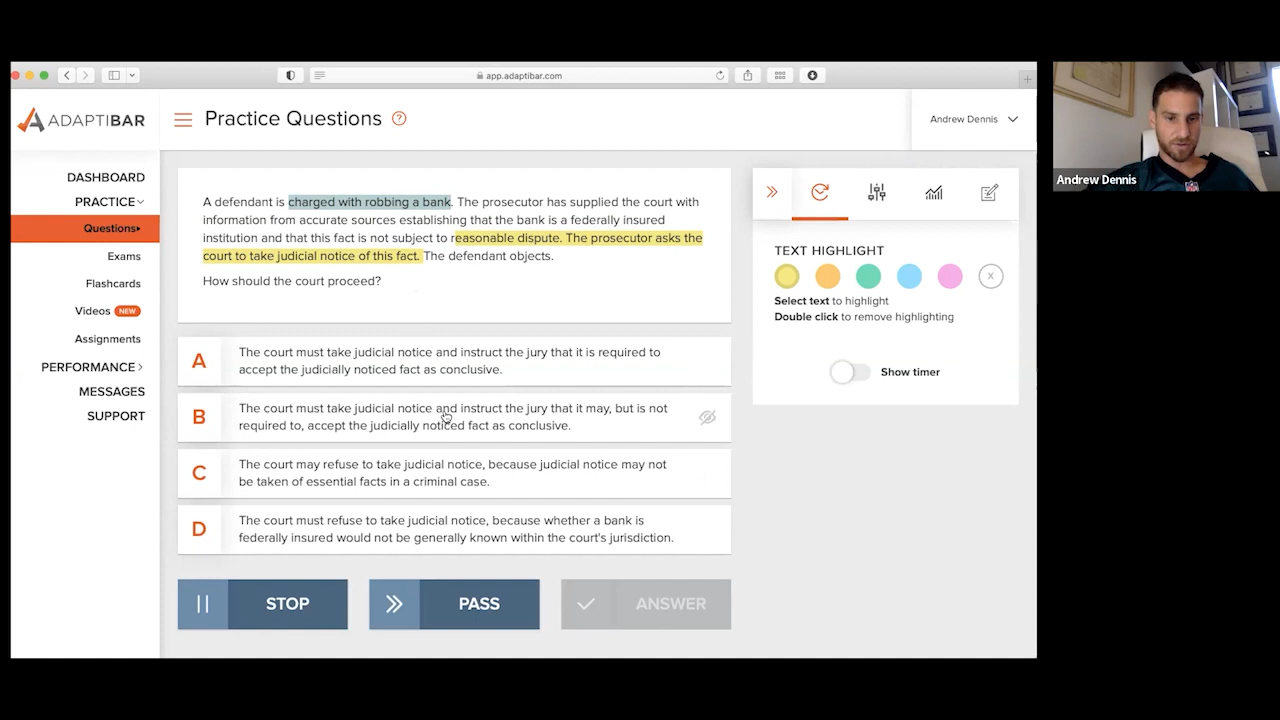 app.adaptibar.com
ADAPTIBAR
Practice Questions
?
Andrew Dennis
Andrew Dennis
DASHBOARD
PRACTICE
Questions
Exams
Flashcards
Videos NEW
Assignments
PERFORMANCE
MESSAGES
SUPPORT
A defendant is charged with robbing a bank. The prosecutor has supplied the court with
information from accurate sources establishing that the bank is a federally insured
institution and that this fact is not subject to reasonable dispute. The prosecutor asks the
court to take judicial notice of this fact. The defendant objects.
How should the court proceed?
A
The court must take judicial notice and instruct the jury that it is required to
accept the judicially noticed fact as conclusive.
B
The court must take judicial notice and instruct the jury that it may, but is not
required to, accept the judicially noticed fact as conclusive.
C
The court may refuse to take judicial notice, because judicial notice may not
be taken of essential facts in a criminal case.
D
The court must refuse to take judicial notice, because whether a bank is
federally insured would not be generally known within the court's jurisdiction.
STOP
PASS
ANSWER
TEXT HIGHLIGHT
Select text to highlight
Double click to remove highlighting
Show timer